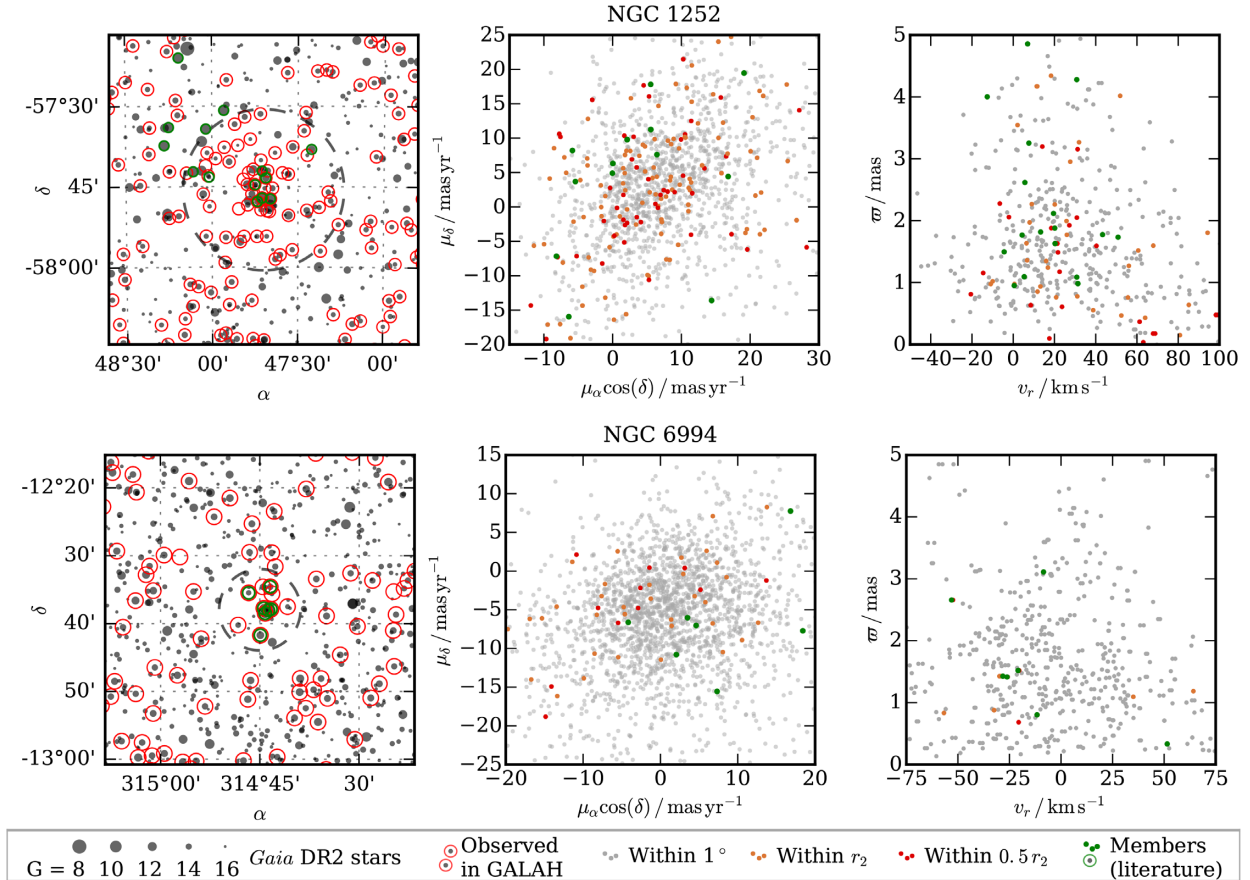 NGC 1252
-57°30'
45'
-58°00'
δ
48°30' 00' 47°30' 00'
α
25
20
15
10
5
0
−5
−10
−15
−20
μδ / mas yr⁻¹
−10 0 10 20 30
μα cos(δ) / mas yr⁻¹
5
4
3
2
1
0
ϖ / mas
−40 −20 0 20 40 60 80 100
vr / km s⁻¹
NGC 6994
-12°20'
30'
40'
50'
-13°00'
δ
315°00' 314°45' 30'
α
15
10
5
0
−5
−10
−15
−20
−25
μδ / mas yr⁻¹
−20 −10 0 10 20
μα cos(δ) / mas yr⁻¹
5
4
3
2
1
0
ϖ / mas
−75 −50 −25 0 25 50 75
vr / km s⁻¹
G = 8 10 12 14 16
Gaia DR2 stars
Observed
in GALAH
Within 1°
Within r₂
Within 0.5 r₂
Members
(literature)